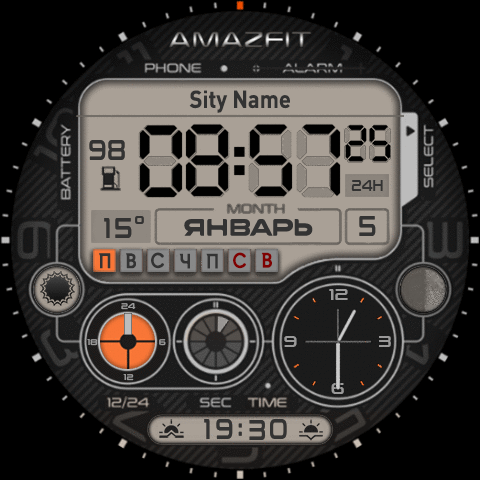 AMAZFIT
PHONE ALARM
Sity Name
BATTERY
98
08:57 25
24H
SELECT
MONTH
15° ЯНВАРЬ 5
П В С Ч П С В
24
18 6
12
12
9 3
6
12/24 SEC TIME
19:30